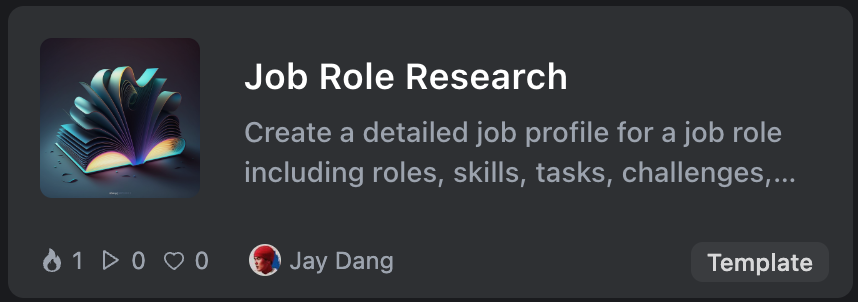 Job Role Research
Create a detailed job profile for a job role
including roles, skills, tasks, challenges,...
1 0 0 Jay Dang
Template